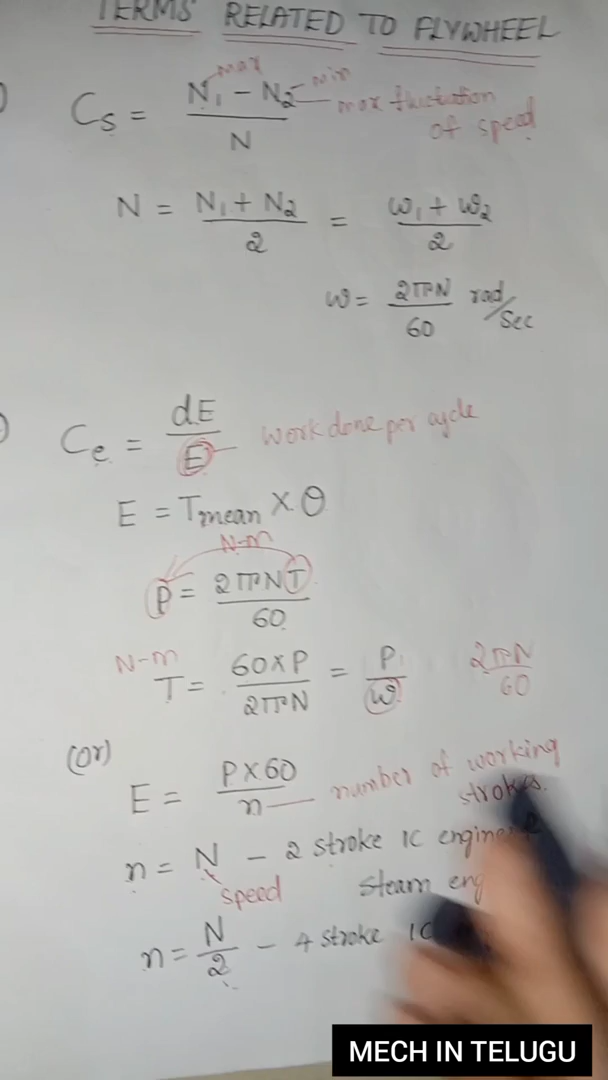 TERMS RELATED TO FLYWHEEL
Cs = N1 - N2 / N
max
min
max fluctuation
of speed
N = N1 + N2 / 2 = ω1 + ω2 / 2
ω = 2πN / 60 rad/sec
Ce = dE / E
work done per cycle
E = Tmean × θ
N-m
P = 2πNT / 60
N-m
T = 60×P / 2πN = P / ω
2πN / 60
(or)
E = P×60 / n
number of working
strokes.
n = N - 2 stroke IC engine
speed
steam eng
n = N / 2 - 4 stroke IC
MECH IN TELUGU